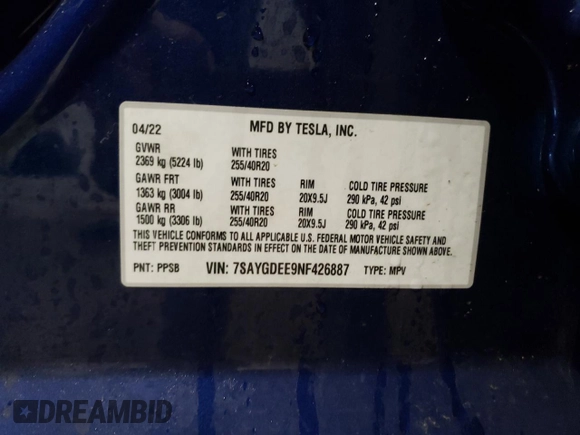 04/22 MFD BY TESLA, INC.
GVWR WITH TIRES
2369 kg (5224 lb) 255/40R20
GAWR FRT WITH TIRES RIM COLD TIRE PRESSURE
1363 kg (3004 lb) 255/40R20 20X9.5J 290 kPa, 42 psi
GAWR RR WITH TIRES RIM COLD TIRE PRESSURE
1500 kg (3306 lb) 255/40R20 20X9.5J 290 kPa, 42 psi
THIS VEHICLE CONFORMS TO ALL APPLICABLE U.S. FEDERAL MOTOR VEHICLE SAFETY AND
THEFT PREVENTION STANDARDS IN EFFECT ON THE DATE OF MANUFACTURE SHOWN ABOVE.
PNT: PPSB VIN: 7SAYGDEE9NF426887 TYPE: MPV
DREAMBID